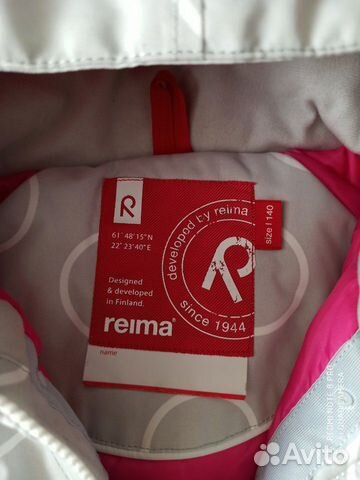 R
61° 48' 15"N
22° 23' 40"E
Designed
& developed
in Finland.
reima®
name
developed by reima
R
since 1944
size | 140
Avito